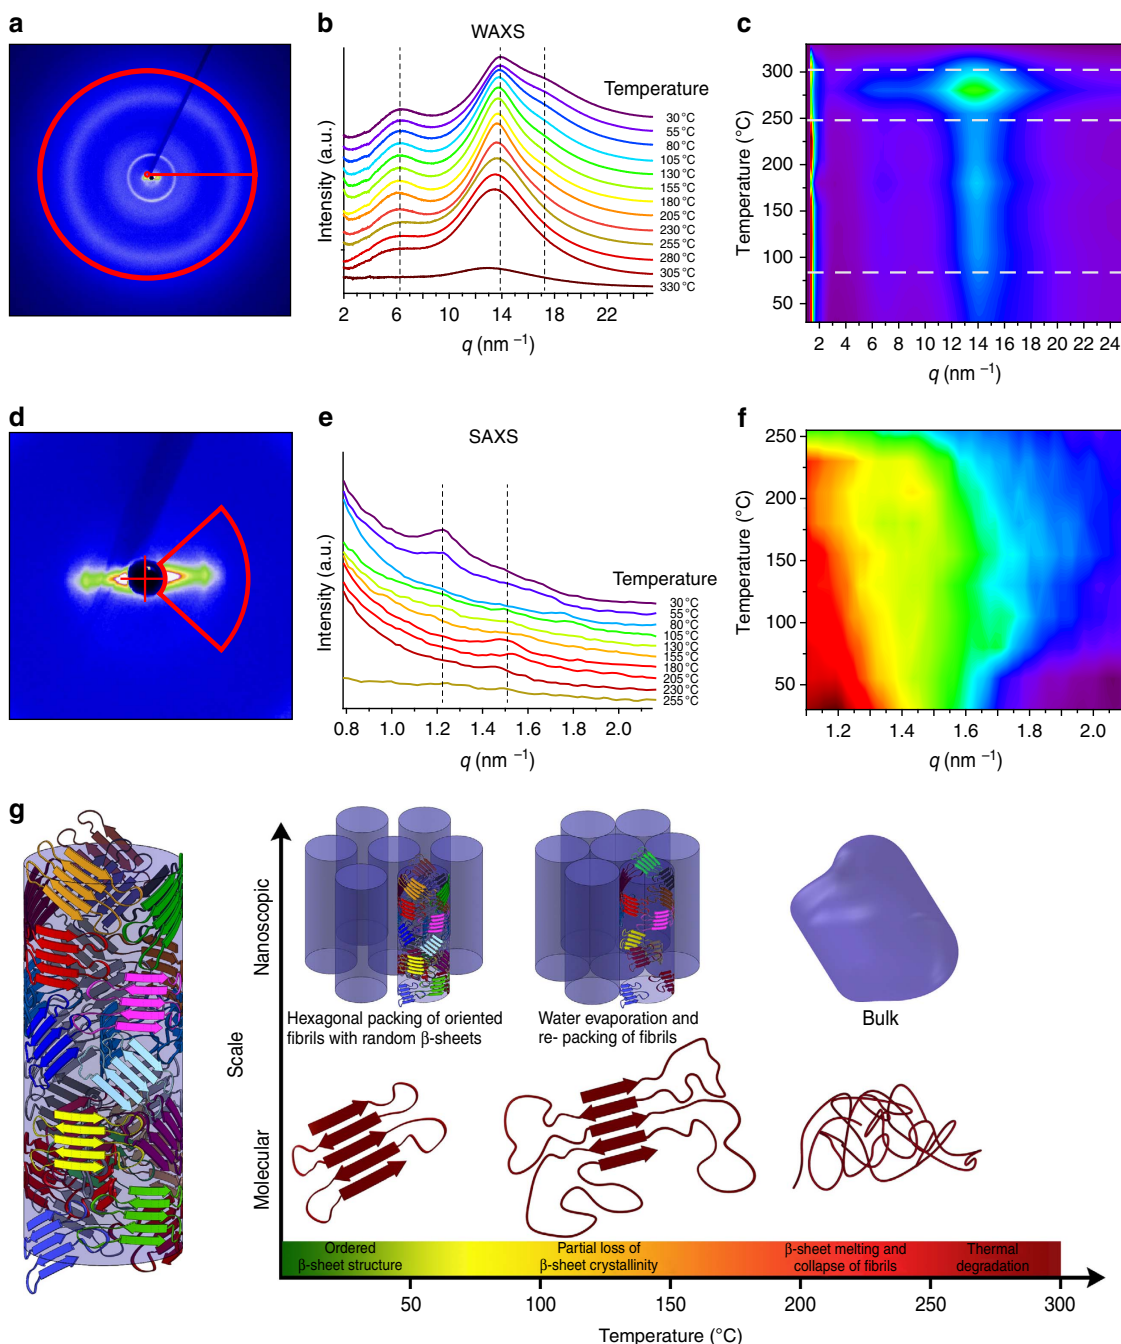 a
b
WAXS
Intensity (a.u.)
Temperature
30 °C
55 °C
80 °C
105 °C
130 °C
155 °C
180 °C
205 °C
230 °C
255 °C
280 °C
305 °C
330 °C
2 6 10 14 18 22
q (nm −1)
c
Temperature (°C)
300
250
200
150
100
50
2 4 6 8 10 12 14 16 18 20 22 24
q (nm −1)
d
e
SAXS
Intensity (a.u.)
Temperature
30 °C
55 °C
80 °C
105 °C
130 °C
155 °C
180 °C
205 °C
230 °C
255 °C
0.8 1.0 1.2 1.4 1.6 1.8 2.0
q (nm −1)
f
Temperature (°C)
250
200
150
100
50
1.2 1.4 1.6 1.8 2.0
q (nm −1)
g
Scale
Nanoscopic
Molecular
Hexagonal packing of oriented
fibrils with random β-sheets
Water evaporation and
re- packing of fibrils
Bulk
Ordered
β-sheet structure
Partial loss of
β-sheet crystallinity
β-sheet melting and
collapse of fibrils
Thermal
degradation
50 100 150 200 250 300
Temperature (°C)